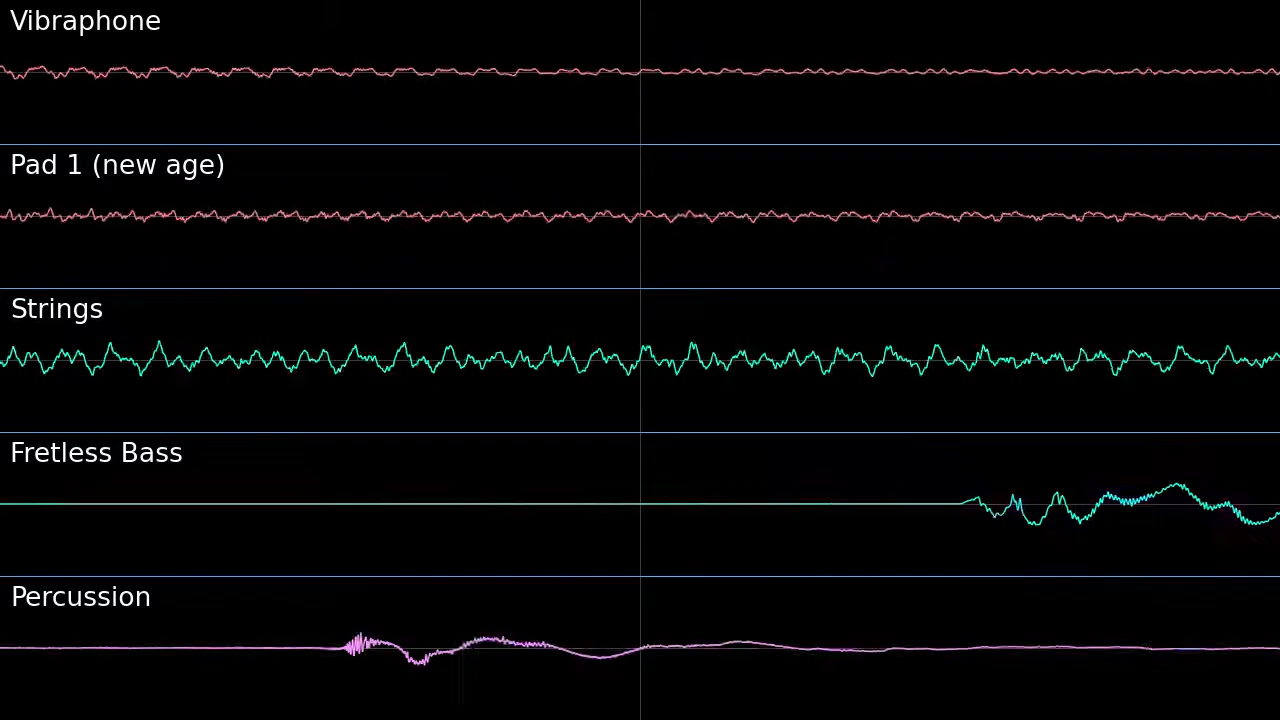 Vibraphone
Pad 1 (new age)
Strings
Fretless Bass
Percussion